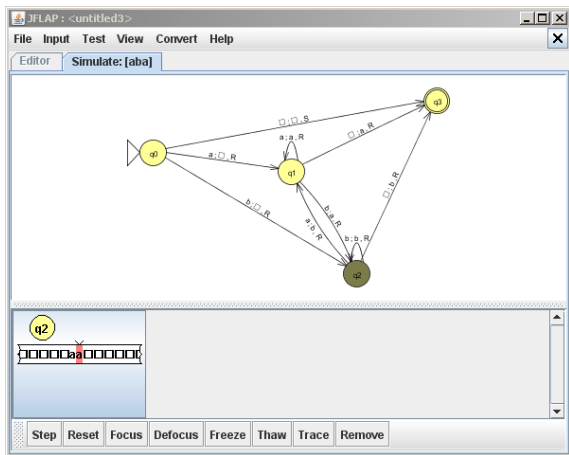 JFLAP : <untitled3>
File Input Test View Convert Help
Editor Simulate: [aba]
q0
q1
q2
q3
□;□,S
a;□,R
b;□,R
a;a,R
□;a,R
b;a,R
a;b,R
b;b,R
□;b,R
q2
□□□□□aa□□□□□□
Step Reset Focus Defocus Freeze Thaw Trace Remove